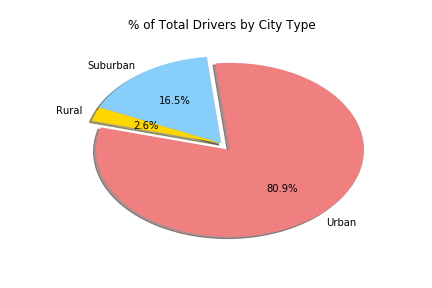 % of Total Drivers by City Type
Suburban
16.5%
Rural
2.6%
80.9%
Urban